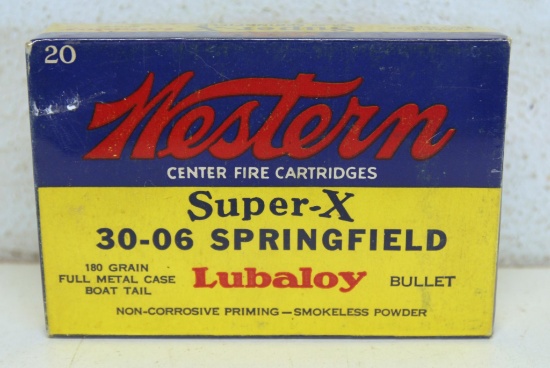 20
Western
CENTER FIRE CARTRIDGES
Super-X
30-06 SPRINGFIELD
180 GRAIN
FULL METAL CASE
BOAT TAIL
Lubaloy
BULLET
NON-CORROSIVE PRIMING—SMOKELESS POWDER